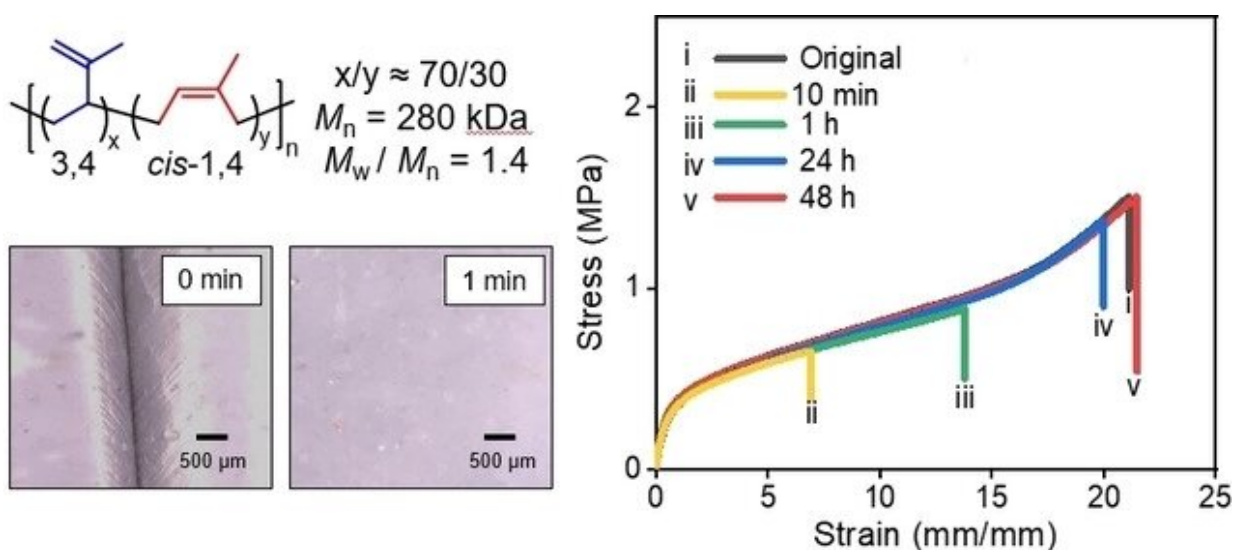 [( )x ( )y]n
3,4 cis-1,4
x/y ≈ 70/30
Mn = 280 kDa
Mw / Mn = 1.4
0 min
500 μm
1 min
500 μm
Stress (MPa)
2
1
0
i Original
ii 10 min
iii 1 h
iv 24 h
v 48 h
ii
iii
iv
i
v
0 5 10 15 20 25
Strain (mm/mm)